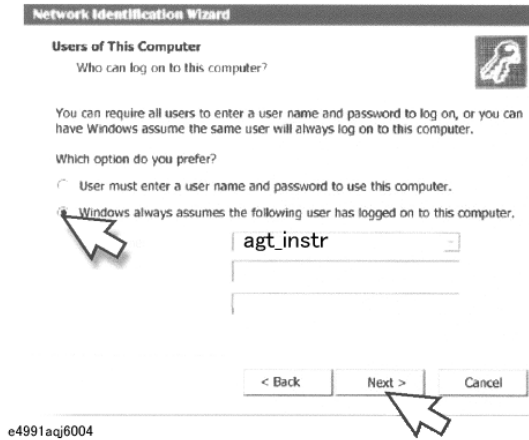 Network Identification Wizard
Users of This Computer
Who can log on to this computer?
You can require all users to enter a user name and password to log on, or you can
have Windows assume the same user will always log on to this computer.
Which option do you prefer?
User must enter a user name and password to use this computer.
Windows always assumes the following user has logged on to this computer.
agt_instr
< Back Next > Cancel
e4991aqj6004